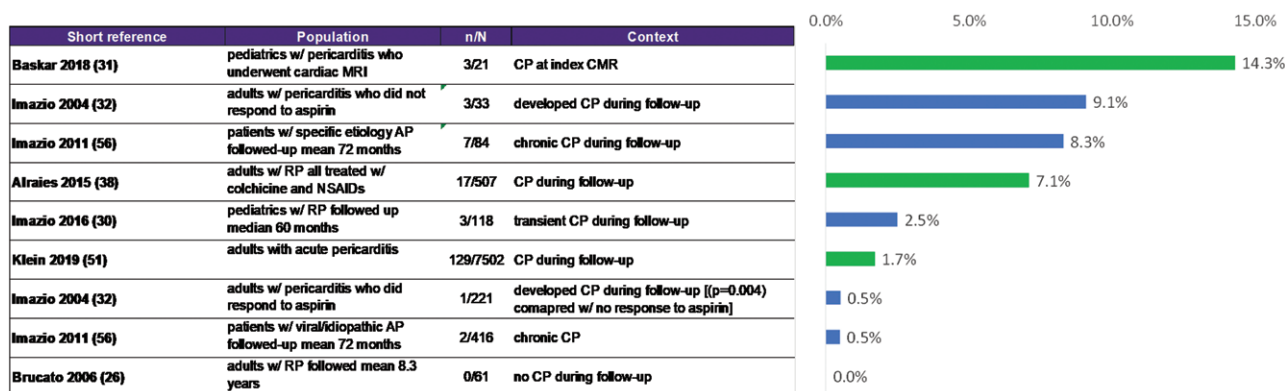 0.0% 5.0% 10.0% 15.0%
Short reference Population n/N Context
Baskar 2018 (31) pediatrics w/ pericarditis who 3/21 CP at index CMR 14.3%
underwent cardiac MRI
Imazio 2004 (32) adults w/ pericarditis who did not 3/33 developed CP during follow-up 9.1%
respond to aspirin
Imazio 2011 (56) patients w/ specific etiology AP 7/84 chronic CP during follow-up 8.3%
followed-up mean 72 months
Alraies 2015 (38) adults w/ RP all treated w/ 17/507 CP during follow-up 7.1%
colchicine and NSAIDs
Imazio 2016 (30) pediatrics w/ RP followed up 3/118 transient CP during follow-up 2.5%
median 60 months
Klein 2019 (51) adults with acute pericarditis 129/7502 CP during follow-up 1.7%
Imazio 2004 (32) adults w/ pericarditis who did 1/221 developed CP during follow-up [(p=0.004) 0.5%
respond to aspirin comapred w/ no response to aspirin]
Imazio 2011 (56) patients w/ viral/idiopathic AP 2/416 chronic CP 0.5%
followed-up mean 72 months
Brucato 2006 (26) adults w/ RP followed mean 8.3 0/61 no CP during follow-up 0.0%
years